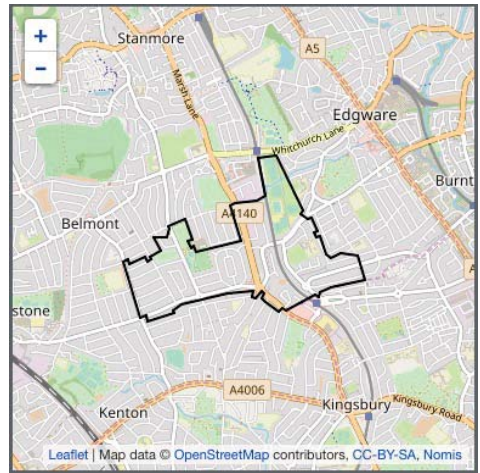 +
−
Stanmore
A5
Marsh Lane
Edgware
Whitchurch Lane
Burnt
A4140
Belmont
A
stone
A4006
Kingsbury
Kingsbury Road
Kenton
Leaflet | Map data © OpenStreetMap contributors, CC-BY-SA, Nomis